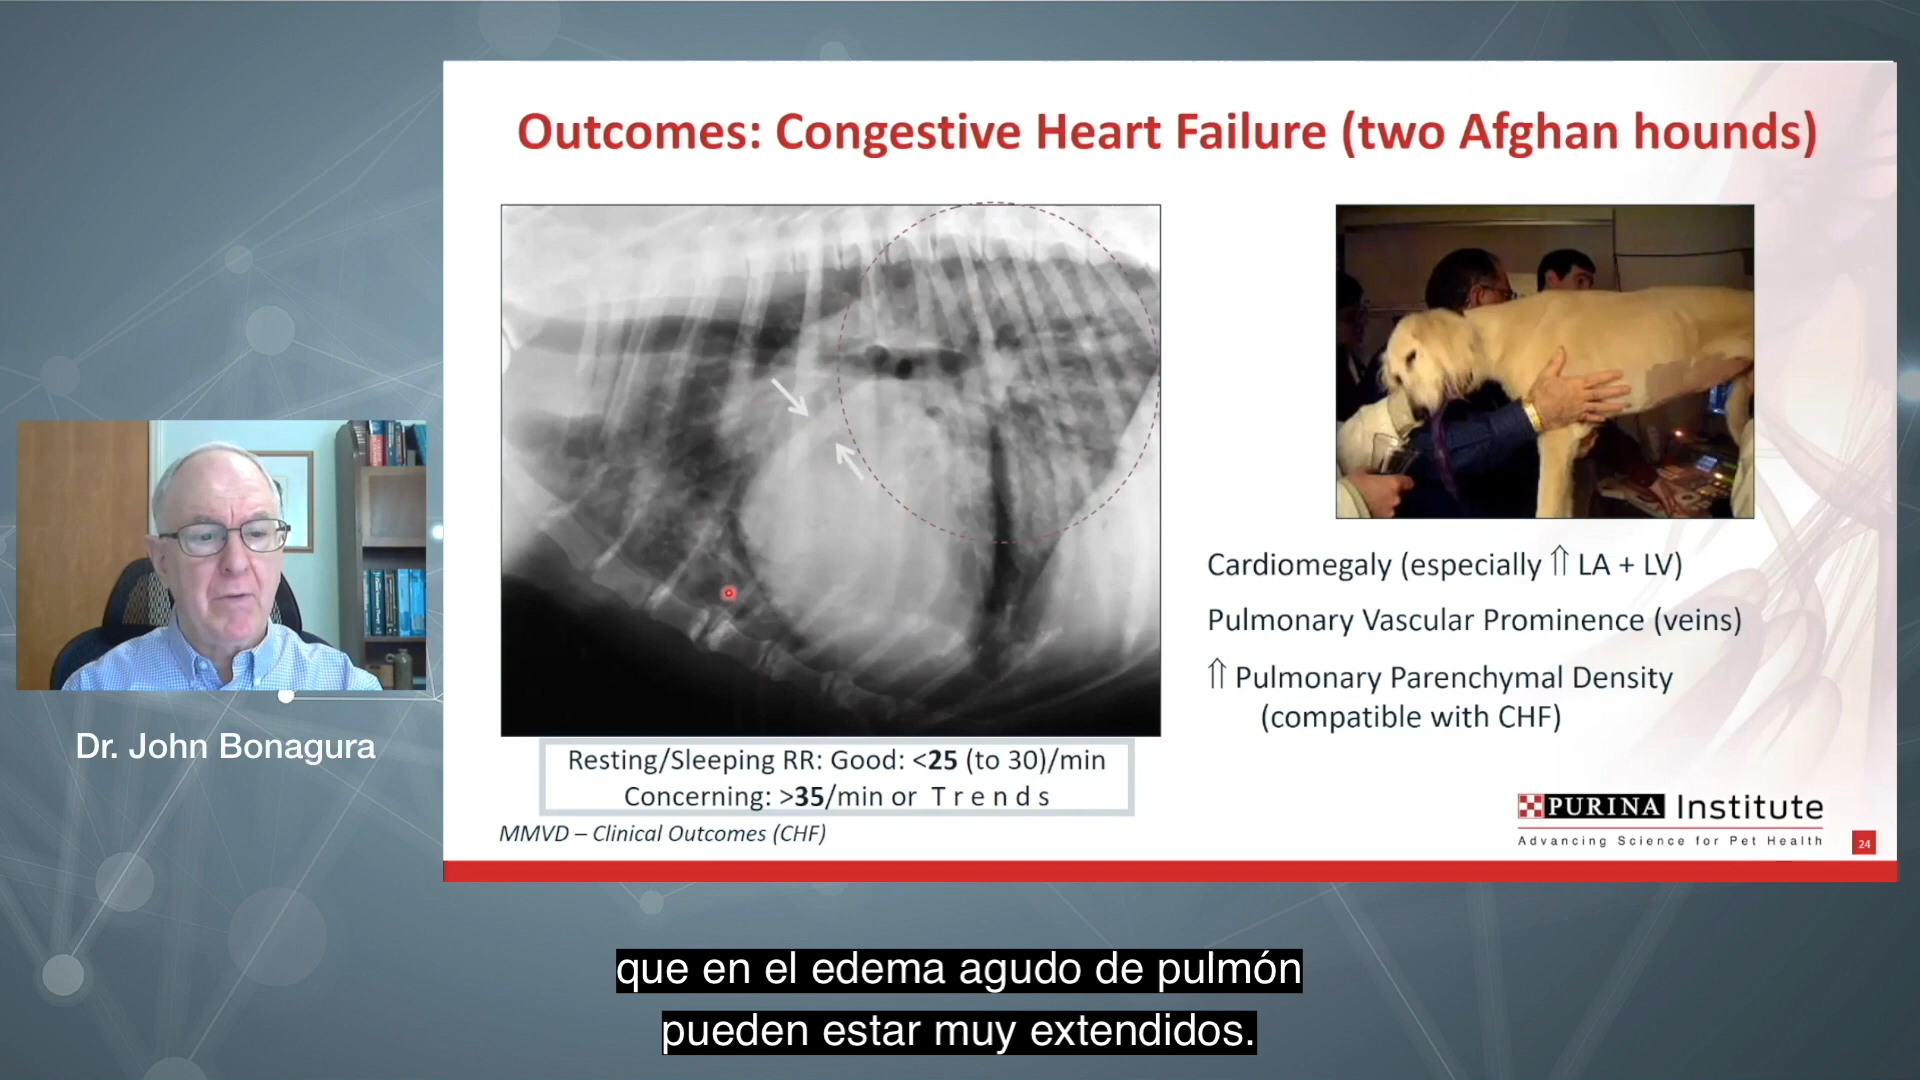 Outcomes: Congestive Heart Failure (two Afghan hounds)
Cardiomegaly (especially ⇑ LA + LV)
Pulmonary Vascular Prominence (veins)
⇑ Pulmonary Parenchymal Density
(compatible with CHF)
Resting/Sleeping RR: Good: <25 (to 30)/min
Concerning: >35/min or T r e n d s
MMVD – Clinical Outcomes (CHF)
PURINA Institute
Advancing Science for Pet Health
24
Dr. John Bonagura
que en el edema agudo de pulmón
pueden estar muy extendidos.